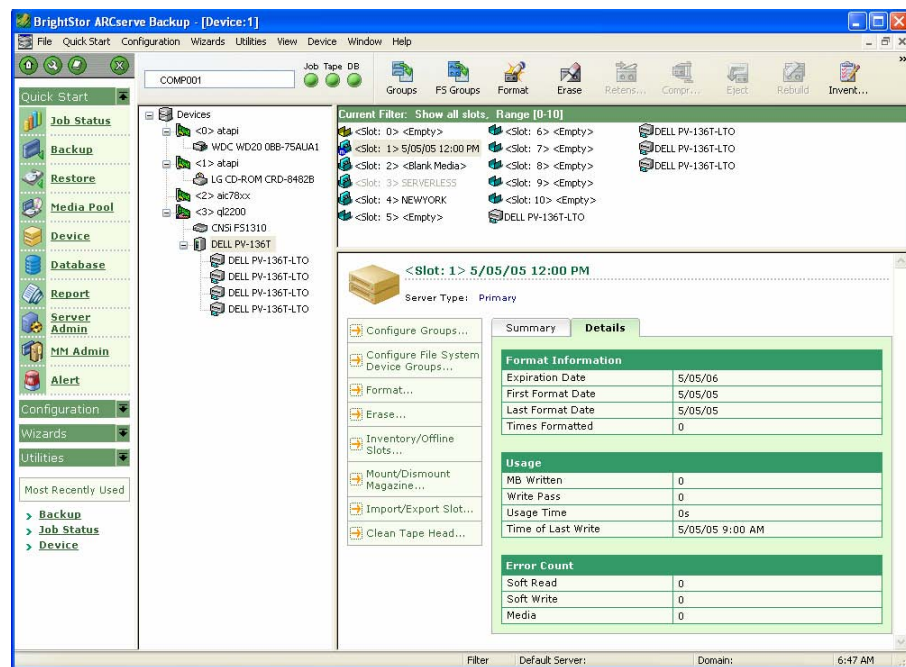 BrightStor ARCserve Backup - [Device:1]
File Quick Start Configuration Wizards Utilities View Device Window Help
COMP001
Job Tape DB
Groups
FS Groups
Format
Erase
Retens...
Compr...
Eject
Rebuild
Invent...
»
Quick Start
Job Status
Backup
Restore
Media Pool
Device
Database
Report
Server
Admin
MM Admin
Alert
Configuration
Wizards
Utilities
Most Recently Used
Backup
Job Status
Device
Devices
<0> atapi
WDC WD20 0BB-75AUA1
<1> atapi
LG CD-ROM CRD-8482B
<2> aic78xx
<3> ql2200
CNSi FS1310
DELL PV-136T
DELL PV-136T-LTO
DELL PV-136T-LTO
DELL PV-136T-LTO
DELL PV-136T-LTO
Current Filter: Show all slots, Range [0-10]
<Slot: 0> <Empty>
<Slot: 1> 5/05/05 12:00 PM
<Slot: 2> <Blank Media>
<Slot: 3> SERVERLESS
<Slot: 4> NEWYORK
<Slot: 5> <Empty>
<Slot: 6> <Empty>
<Slot: 7> <Empty>
<Slot: 8> <Empty>
<Slot: 9> <Empty>
<Slot: 10> <Empty>
DELL PV-136T-LTO
DELL PV-136T-LTO
DELL PV-136T-LTO
DELL PV-136T-LTO
<Slot: 1> 5/05/05 12:00 PM
Server Type: Primary
Configure Groups...
Configure File System
Device Groups...
Format...
Erase...
Inventory/Offline
Slots...
Mount/Dismount
Magazine...
Import/Export Slot...
Clean Tape Head...
Summary Details
Format Information
Expiration Date 5/05/06
First Format Date 5/05/05
Last Format Date 5/05/05
Times Formatted 0
Usage
MB Written 0
Write Pass 0
Usage Time 0s
Time of Last Write 5/05/05 9:00 AM
Error Count
Soft Read 0
Soft Write 0
Media 0
Filter Default Server: Domain: 6:47 AM